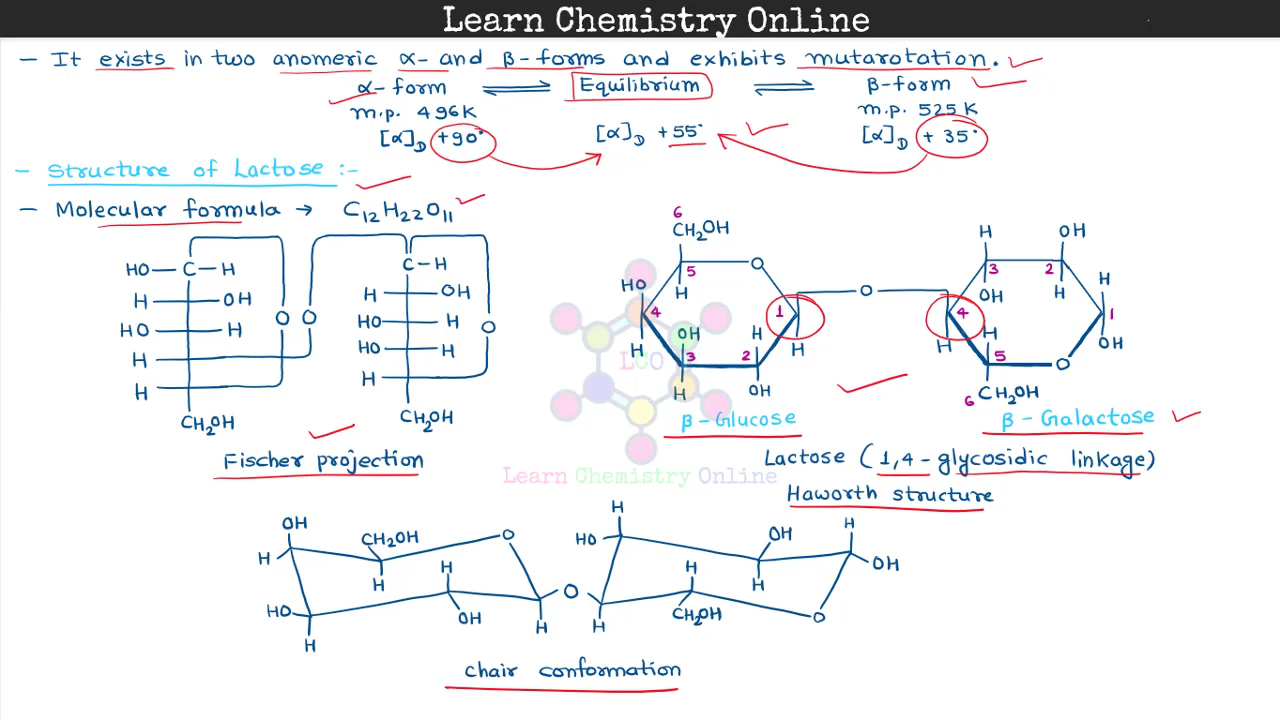 Learn Chemistry Online
- It exists in two anomeric α- and β-forms and exhibits mutarotation.
α-form ⇌ Equilibrium ⇌ β-form
m.p. 496K m.p. 525K
[α]D +90° [α]D +55° [α]D +35°
- Structure of Lactose :-
- Molecular formula → C12H22O11
HO-C-H
H OH
HO H
H
H
O
O
CH2OH
C-H
H OH
HO H
HO H
H
O
CH2OH
Fischer projection
6
CH2OH
5
O
H
HO
4
1
OH
H
H
3
2
H
H
OH
β-Glucose
O
H
OH
3
2
H
OH
H
4
1
H
H
OH
5
O
6 CH2OH
β-Galactose
LCO
Learn Chemistry Online
Lactose (1,4-glycosidic linkage)
Haworth structure
OH
H
CH2OH
O
H
H
HO
OH
H
H
O
H
HO
OH
H
OH
H
H
CH2OH
O
H
chair conformation